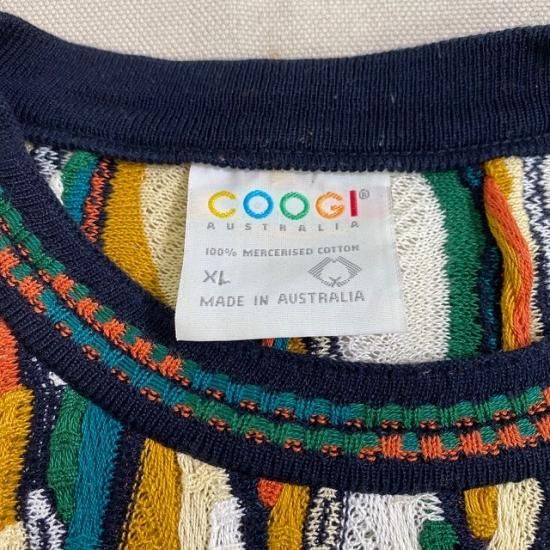 COOGI®
AUSTRALIA
100% MERCERISED COTTON
XL
MADE IN AUSTRALIA